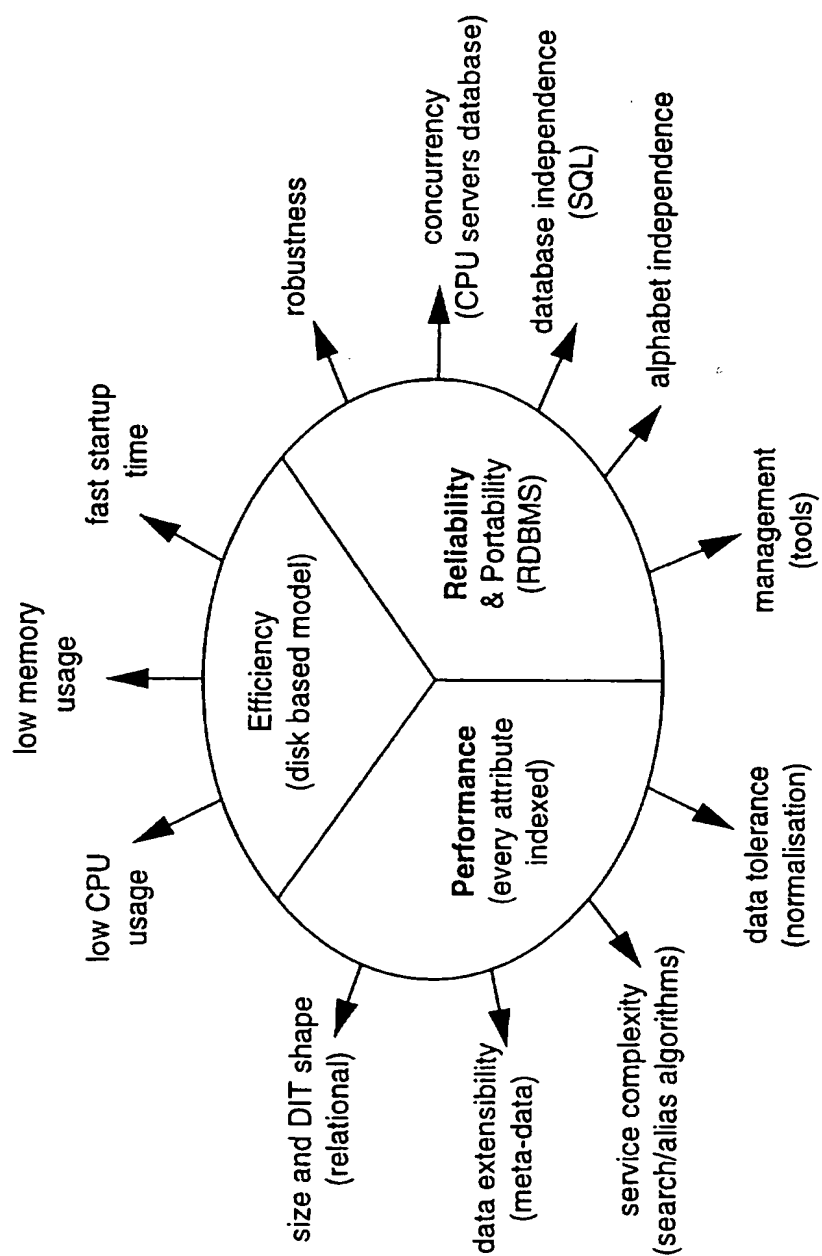 low memory
usage
low CPU
usage
fast startup
time
robustness
size and DIT shape
(relational)
Efficiency
(disk based model)
concurrency
(CPU servers database)
data extensibility
(meta-data)
Performance
(every attribute
indexed)
Reliability
& Portability
(RDBMS)
database independence
(SQL)
service complexity
(search/alias algorithms)
alphabet independence
data tolerance
(normalisation)
management
(tools)